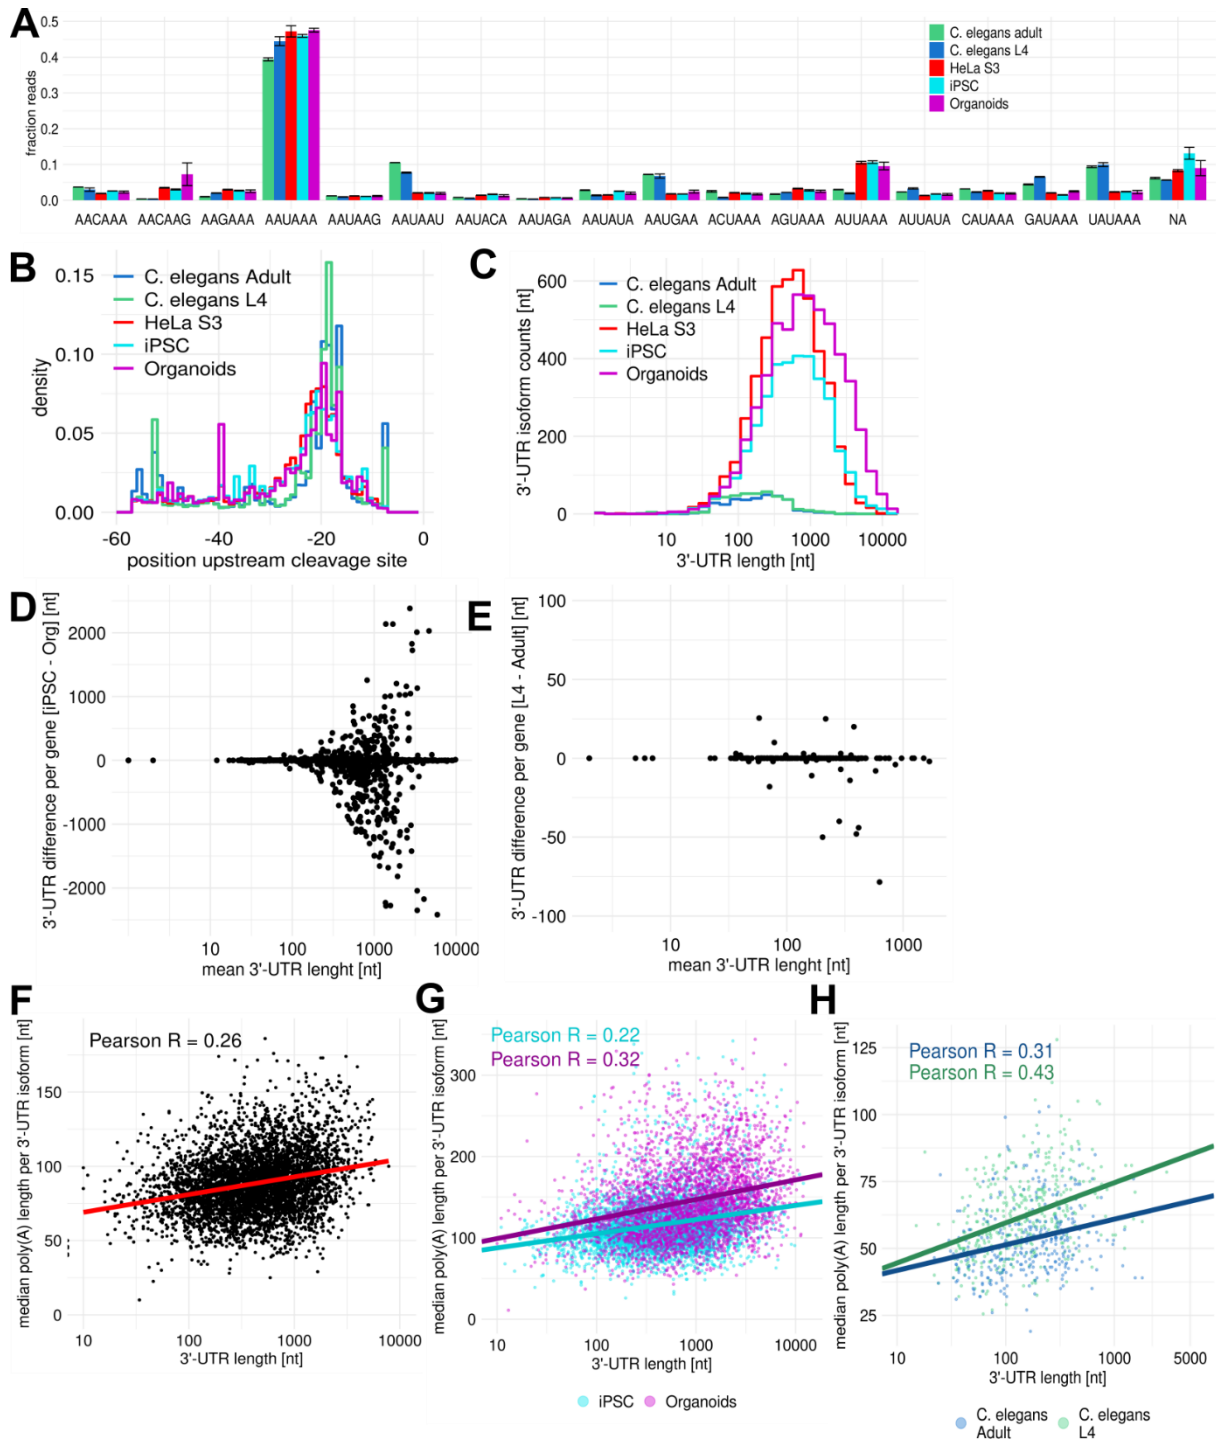 A
fraction reads
0.5
0.4
0.3
0.2
0.1
0.0
C. elegans adult
C. elegans L4
HeLa S3
iPSC
Organoids
AACAAA AACAAG AAGAAA AAUAAA AAUAAG AAUAAU AAUACA AAUAGA AAUAUA AAUGAA ACUAAA AGUAAA AUUAAA AUUAUA CAUAAA GAUAAA UAUAAA NA
B
density
0.15
0.10
0.05
0.00
C. elegans Adult
C. elegans L4
HeLa S3
iPSC
Organoids
-60 -40 -20 0
position upstream cleavage site
C
3'-UTR isoform counts [nt]
600
400
200
0
C. elegans Adult
C. elegans L4
HeLa S3
iPSC
Organoids
10 100 1000 10000
3'-UTR length [nt]
D
3'-UTR difference per gene [iPSC - Org] [nt]
2000
1000
0
-1000
-2000
10 100 1000 10000
mean 3'-UTR lenght [nt]
E
3'-UTR difference per gene [L4 - Adult] [nt]
100
50
0
-50
-100
10 100 1000
mean 3'-UTR lenght [nt]
F
median poly(A) length per 3'-UTR isoform [nt]
Pearson R = 0.26
150
100
50
0
10 100 1000 10000
3'-UTR length [nt]
G
median poly(A) length per 3'-UTR isoform [nt]
Pearson R = 0.22
Pearson R = 0.32
300
200
100
0
10 100 1000 10000
3'-UTR length [nt]
iPSC Organoids
H
median poly(A) length per 3'-UTR isoform [nt]
Pearson R = 0.31
Pearson R = 0.43
125
100
75
50
25
10 100 1000 5000
3'-UTR length [nt]
C. elegans C. elegans
Adult L4